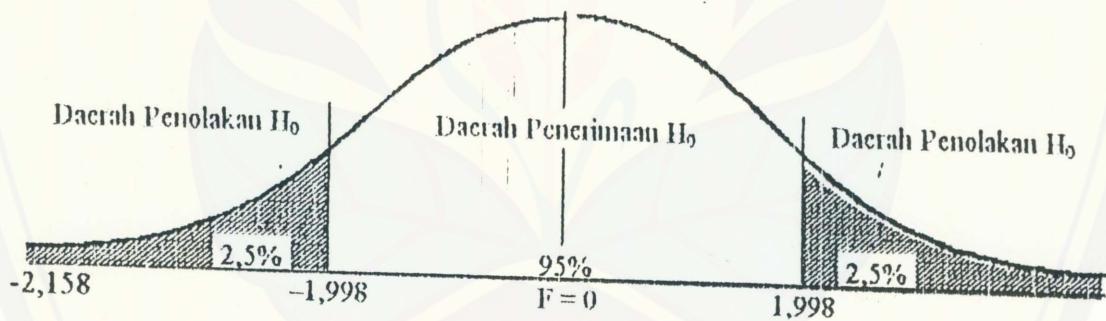 Daerah Penolakan H₀
Daerah Penerimaan H₀
Daerah Penolakan H₀
2,5%
95%
2,5%
-2,158
–1,998
F = 0
1,998